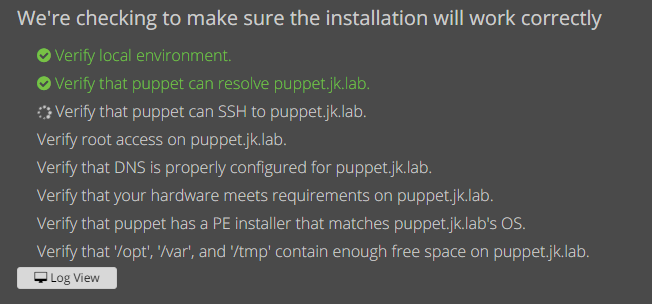 We're checking to make sure the installation will work correctly
Verify local environment.
Verify that puppet can resolve puppet.jk.lab.
Verify that puppet can SSH to puppet.jk.lab.
Verify root access on puppet.jk.lab.
Verify that DNS is properly configured for puppet.jk.lab.
Verify that your hardware meets requirements on puppet.jk.lab.
Verify that puppet has a PE installer that matches puppet.jk.lab's OS.
Verify that '/opt', '/var', and '/tmp' contain enough free space on puppet.jk.lab.
Log View